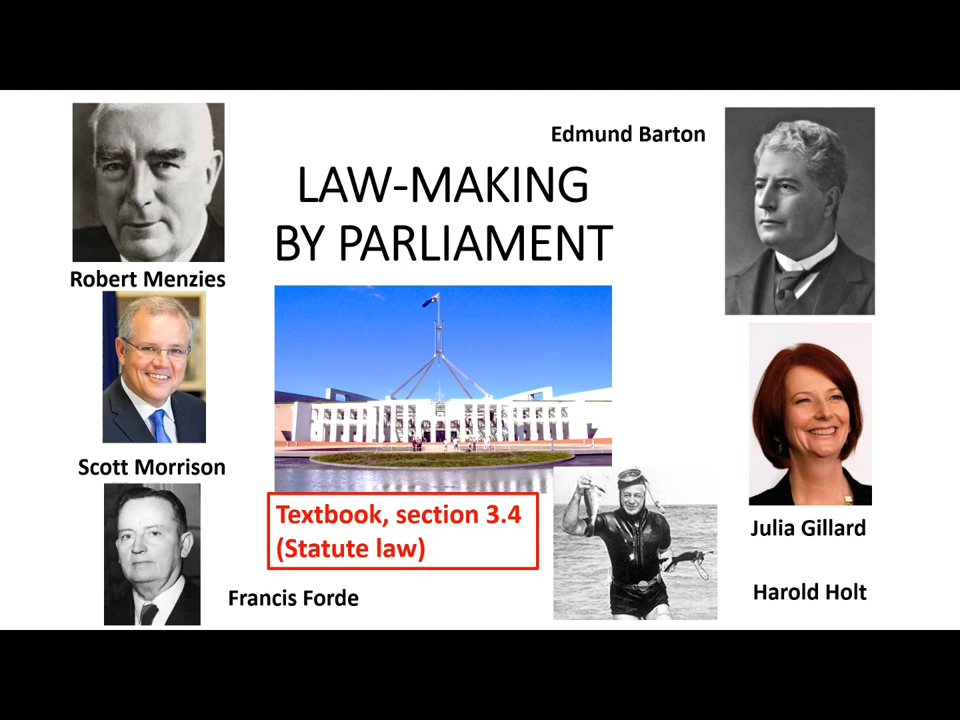 Edmund Barton
LAW-MAKING
BY PARLIAMENT
Robert Menzies
Scott Morrison
Textbook, section 3.4
(Statute law)
Julia Gillard
Francis Forde
Harold Holt